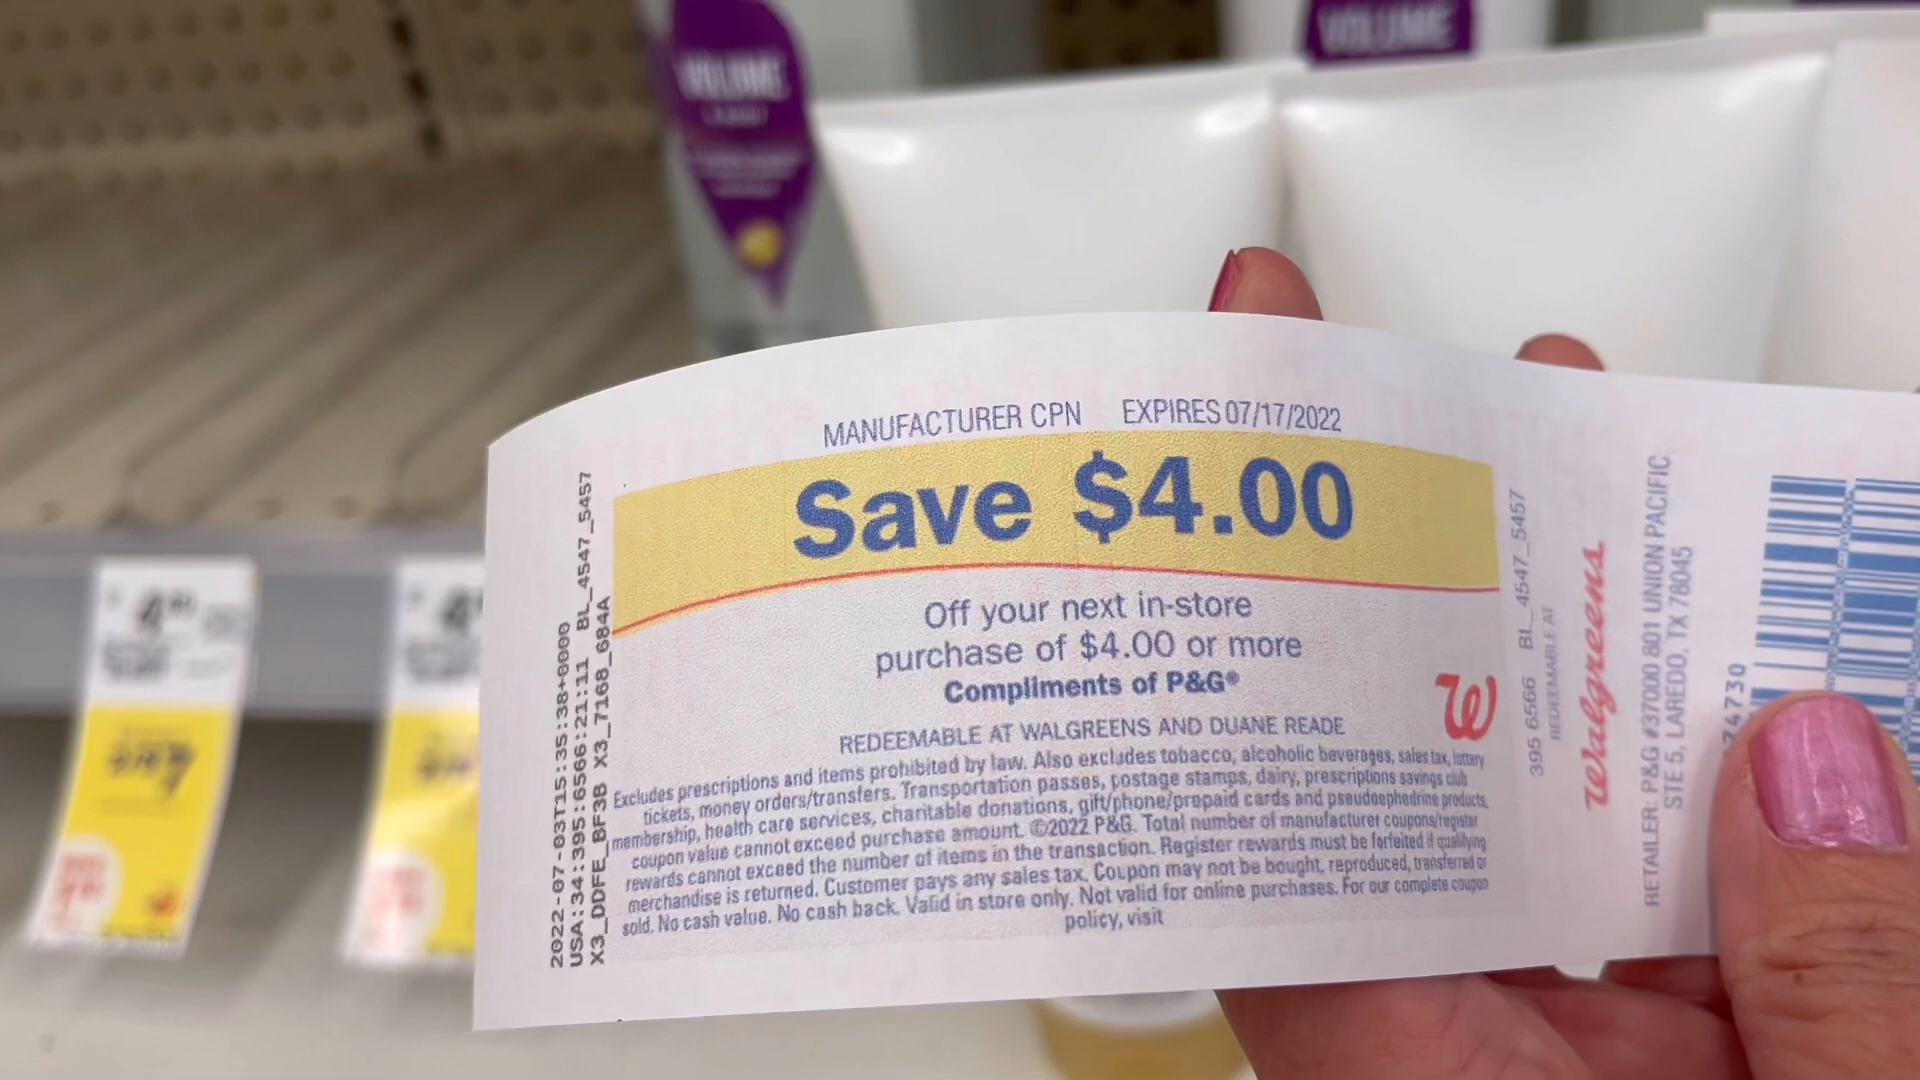 VOLUME
VOLUME
MANUFACTURER CPN EXPIRES 07/17/2022
Save $4.00
Off your next in-store
purchase of $4.00 or more
Compliments of P&G®
REDEEMABLE AT WALGREENS AND DUANE READE
Excludes prescriptions and items prohibited by law. Also excludes tobacco, alcoholic beverages, sales tax, lottery
tickets, money orders/transfers. Transportation passes, postage stamps, dairy, prescriptions savings club
membership, health care services, charitable donations, gift/phone/prepaid cards and pseudoephedrine products,
coupon value cannot exceed purchase amount. ©2022 P&G. Total number of manufacturer coupons/register
rewards cannot exceed the number of items in the transaction. Register rewards must be forfeited if qualifying
merchandise is returned. Customer pays any sales tax. Coupon may not be bought, reproduced, transferred or
sold. No cash value. No cash back. Valid in store only. Not valid for online purchases. For our complete coupon
policy, visit
W
2022-07-03T15:35:38+0000
USA:34:395:6566:21:11 BL_4547_5457
X3_DDFE_BF3B X3_7168_684A
395 6566 BL_4547_5457
REDEEMABLE AT
Walgreens
RETAILER: P&G #37000 801 UNION PACIFIC
STE 5, LAREDO, TX 78045
74730